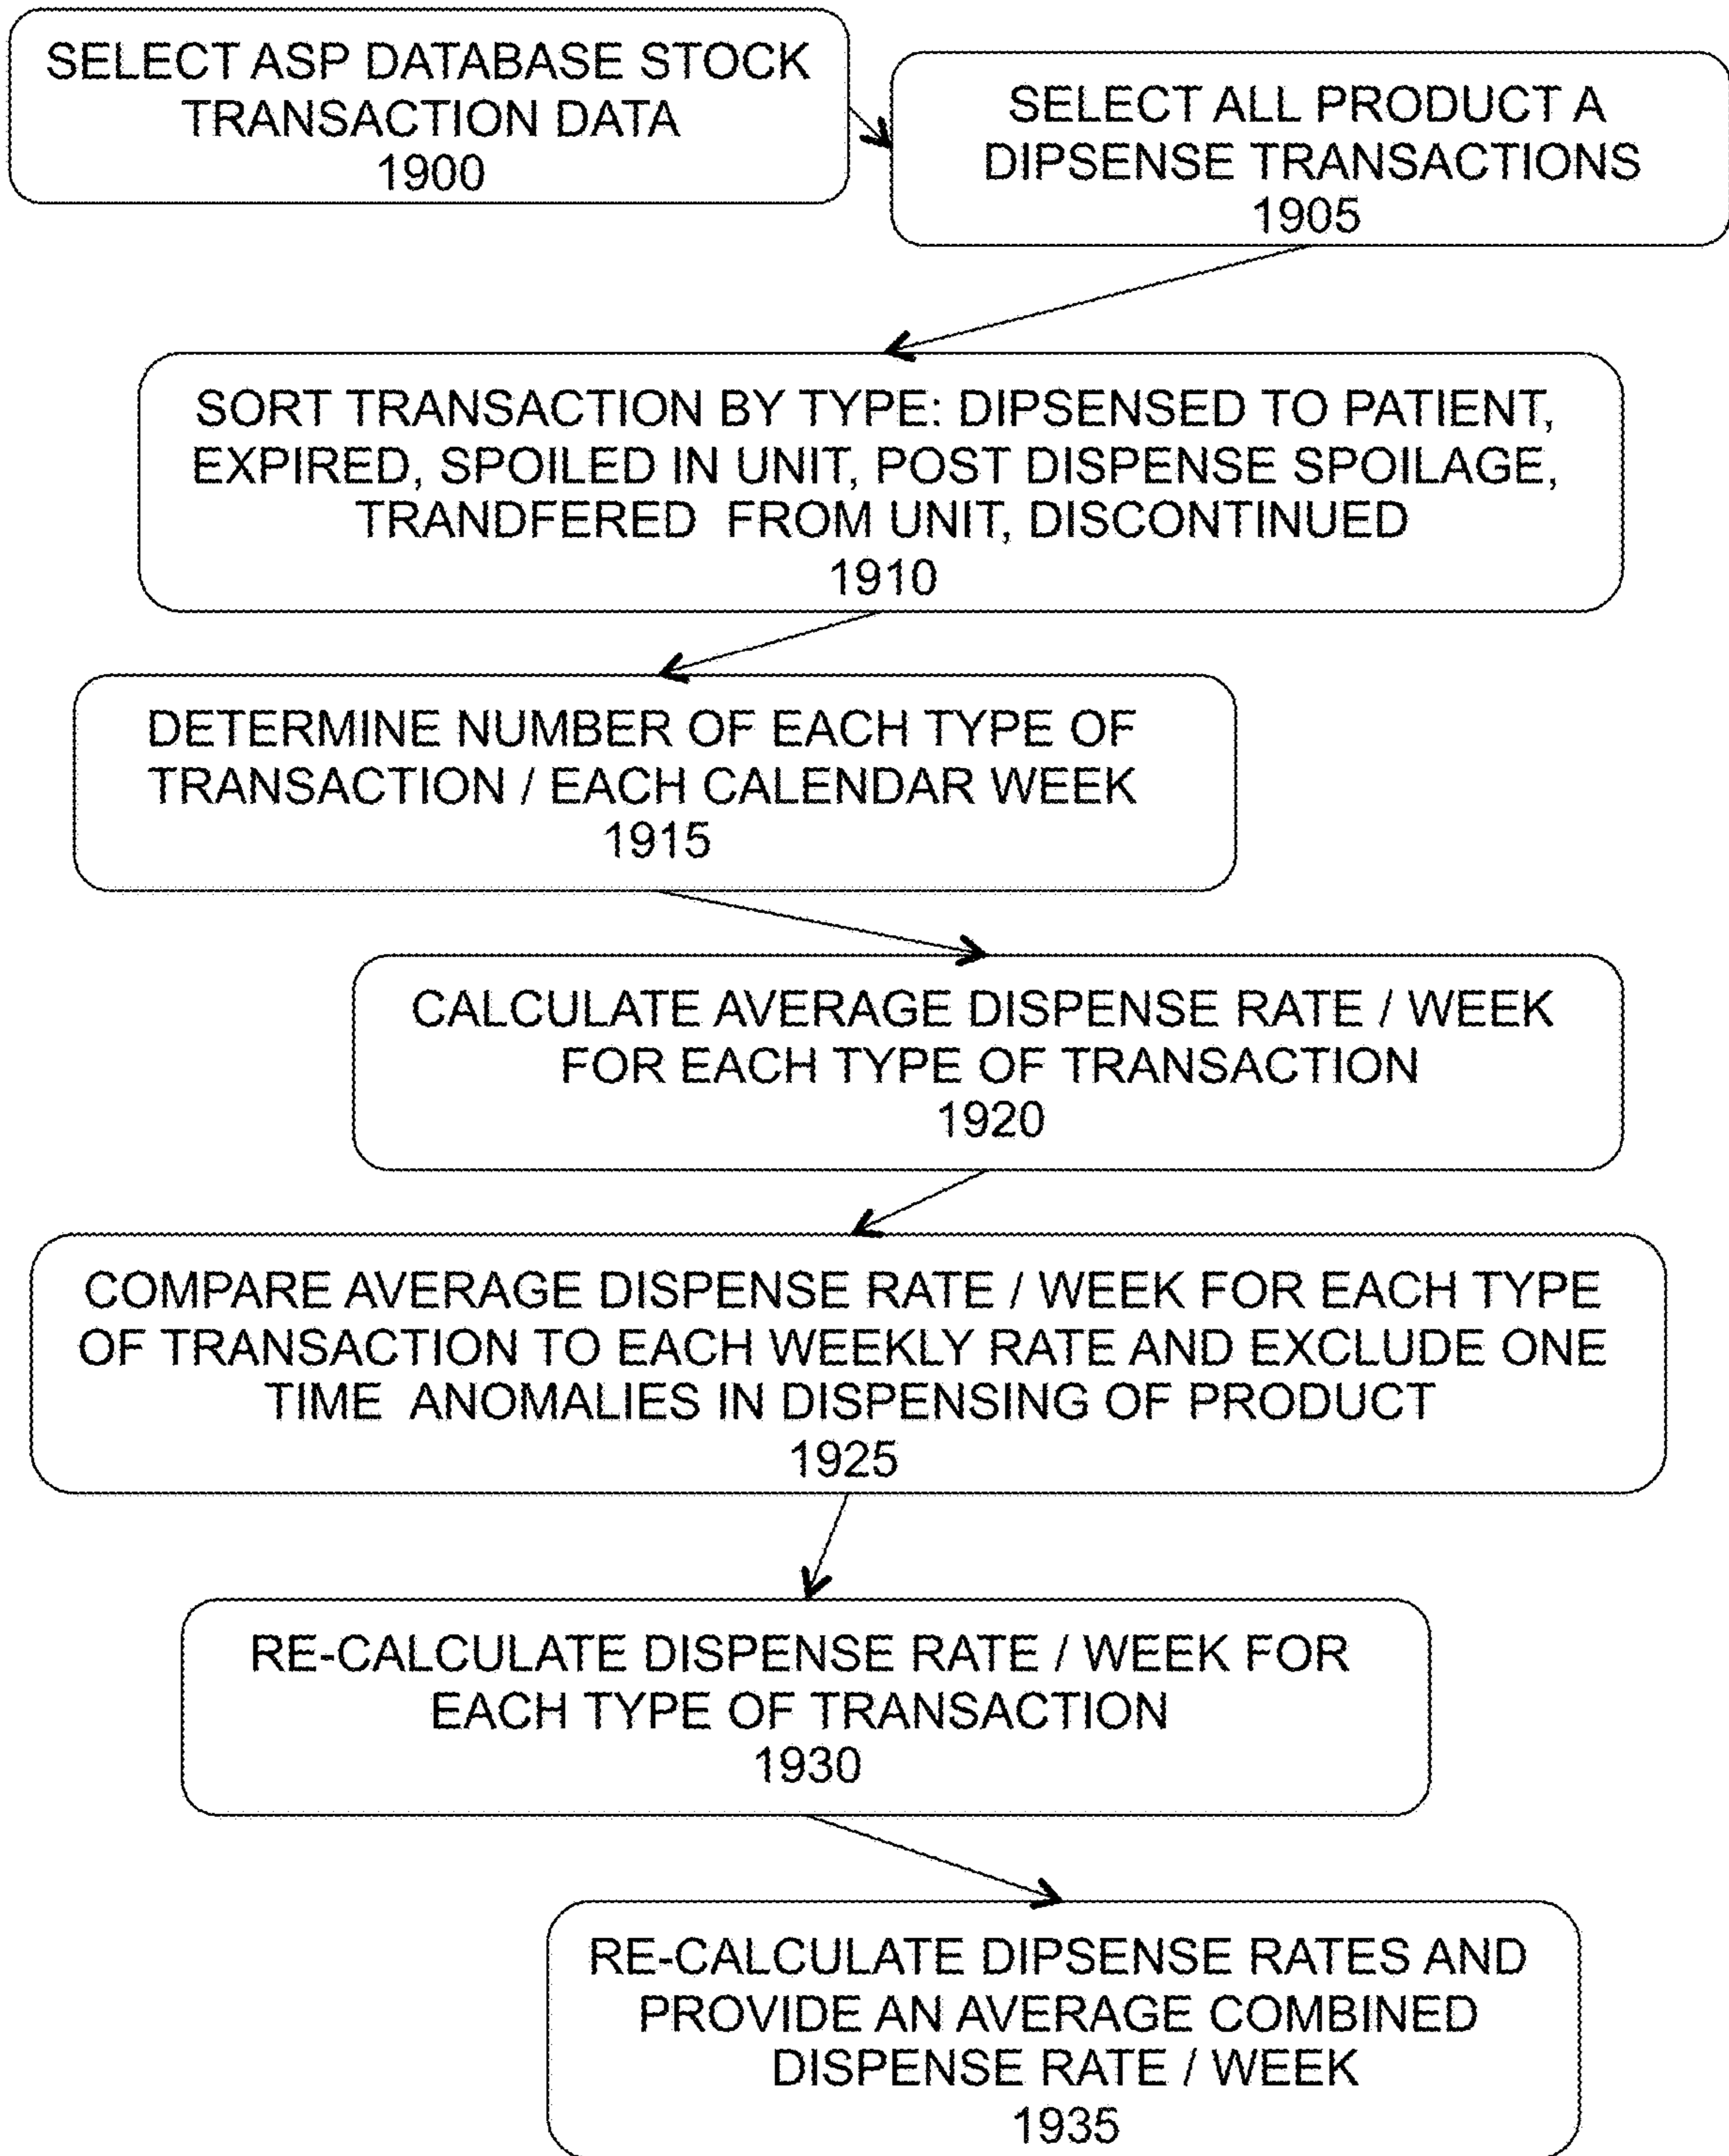 SELECT ASP DATABASE STOCK
TRANSACTION DATA
1900
SELECT ALL PRODUCT A
DIPSENSE TRANSACTIONS
1905
SORT TRANSACTION BY TYPE: DIPSENSED TO PATIENT,
EXPIRED, SPOILED IN UNIT, POST DISPENSE SPOILAGE,
TRANDFERED FROM UNIT, DISCONTINUED
1910
DETERMINE NUMBER OF EACH TYPE OF
TRANSACTION / EACH CALENDAR WEEK
1915
CALCULATE AVERAGE DISPENSE RATE / WEEK
FOR EACH TYPE OF TRANSACTION
1920
COMPARE AVERAGE DISPENSE RATE / WEEK FOR EACH TYPE
OF TRANSACTION TO EACH WEEKLY RATE AND EXCLUDE ONE
TIME ANOMALIES IN DISPENSING OF PRODUCT
1925
RE-CALCULATE DISPENSE RATE / WEEK FOR
EACH TYPE OF TRANSACTION
1930
RE-CALCULATE DIPSENSE RATES AND
PROVIDE AN AVERAGE COMBINED
DISPENSE RATE / WEEK
1935